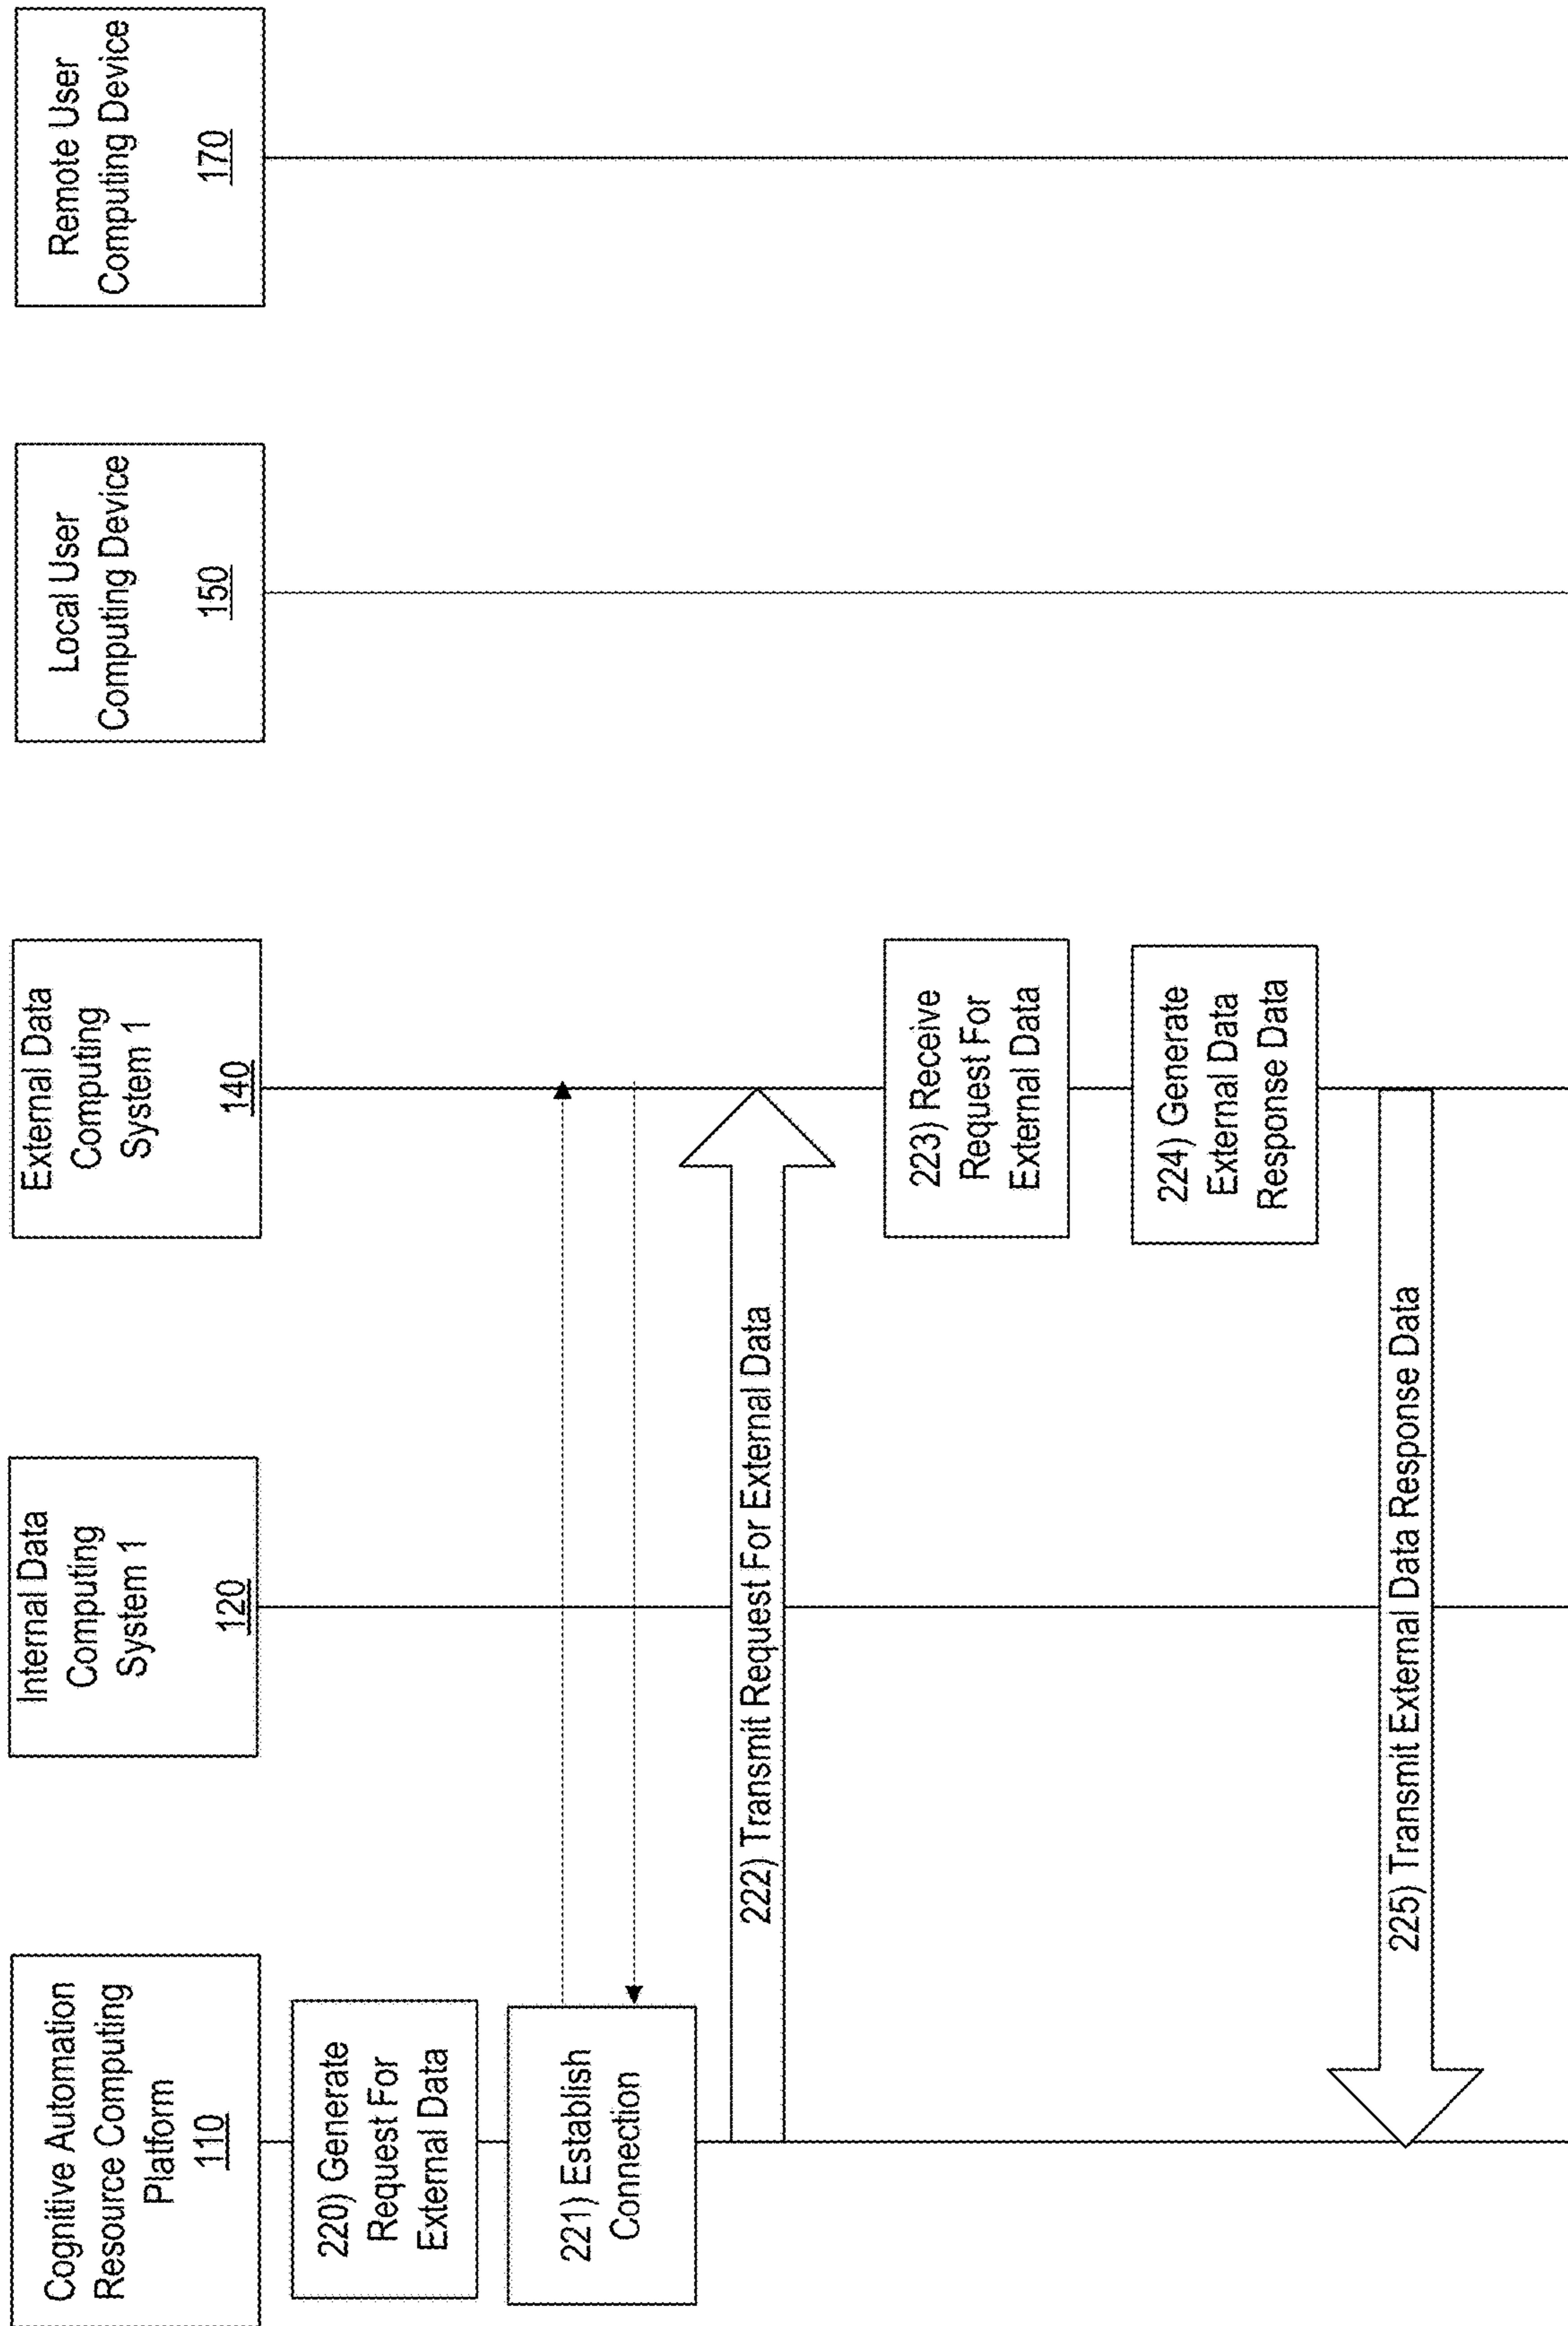 Cognitive Automation
Resource Computing
Platform
110
Internal Data
Computing
System 1
120
External Data
Computing
System 1
140
Local User
Computing Device
150
Remote User
Computing Device
170
220) Generate
Request For
External Data
221) Establish
Connection
222) Transmit Request For External Data
223) Receive
Request For
External Data
224) Generate
External Data
Response Data
225) Transmit External Data Response Data